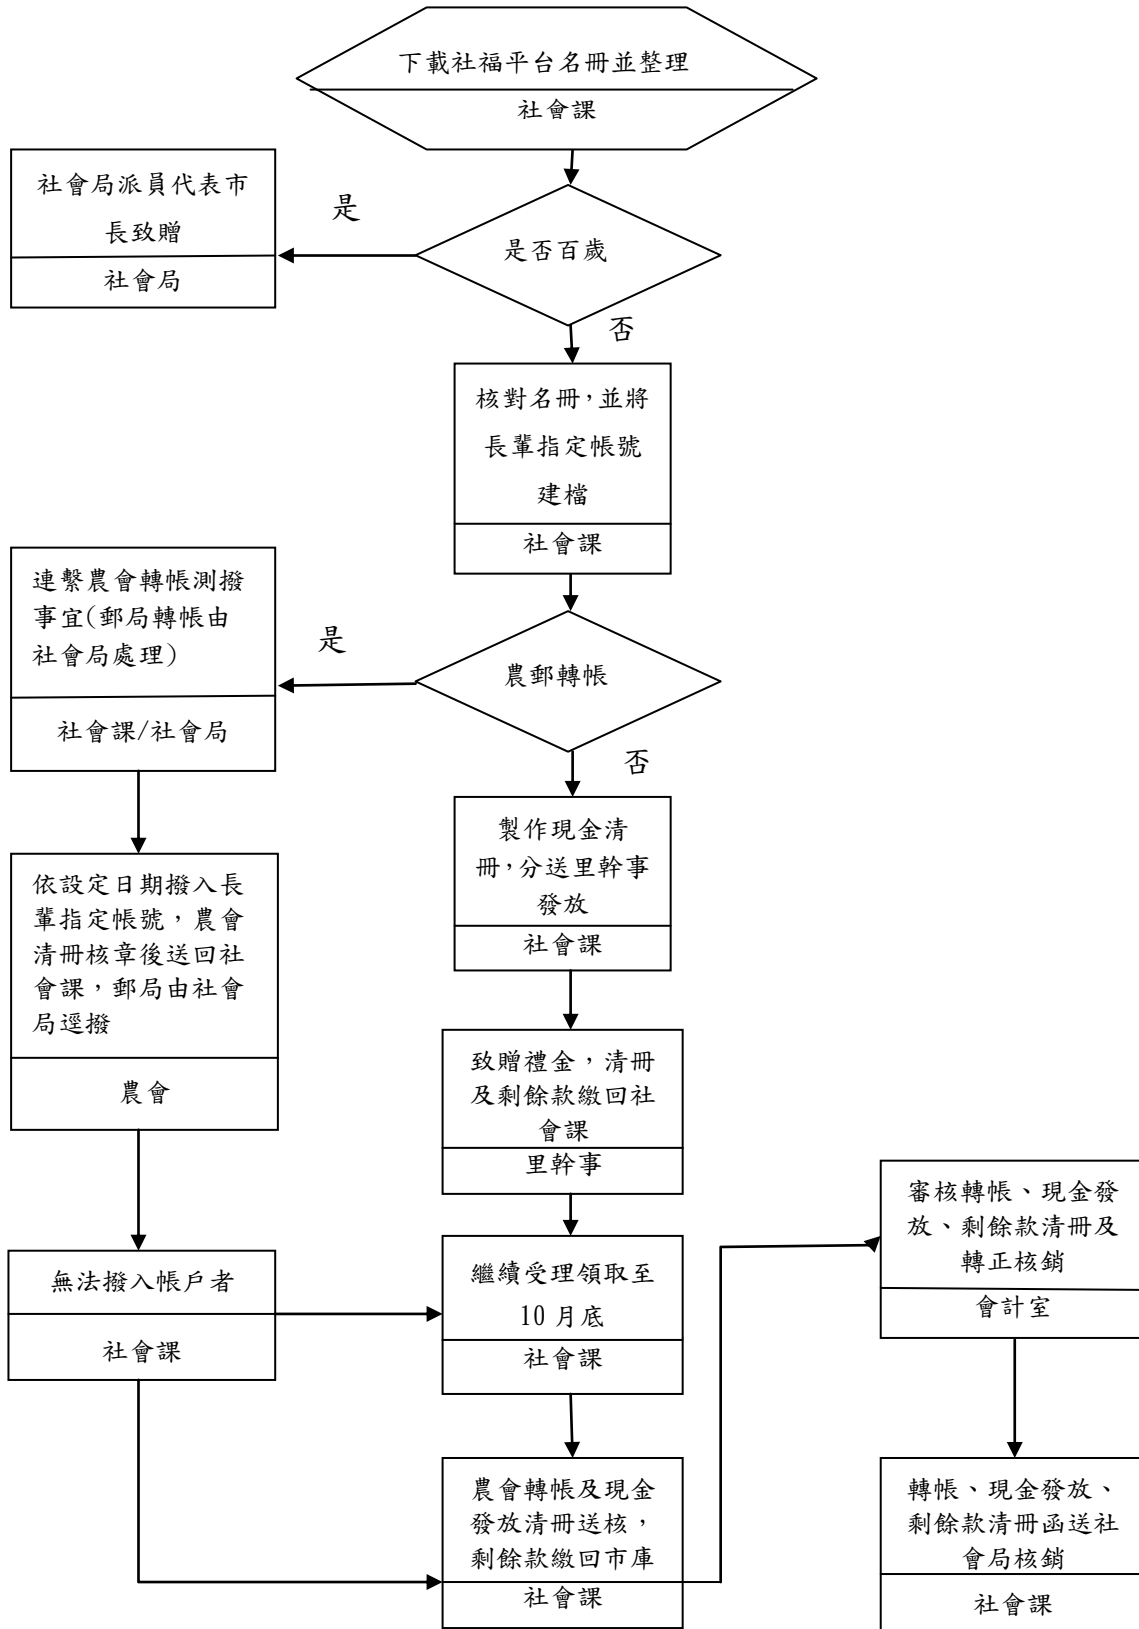 下載社福平台名冊並整理
社會課
社會局派員代表市
長致贈
社會局
是
是否百歲
否
核對名冊,並將
長輩指定帳號
建檔
社會課
連繫農會轉帳測撥
事宜(郵局轉帳由
社會局處理)
社會課/社會局
是
農郵轉帳
否
製作現金清
冊,分送里幹事
發放
社會課
依設定日期撥入長
輩指定帳號，農會
清冊核章後送回社
會課，郵局由社會
局逕撥
農會
致贈禮金，清冊
及剩餘款繳回社
會課
里幹事
無法撥入帳戶者
社會課
繼續受理領取至
10 月底
社會課
農會轉帳及現金
發放清冊送核，
剩餘款繳回市庫
社會課
審核轉帳、現金發
放、剩餘款清冊及
轉正核銷
會計室
轉帳、現金發放、
剩餘款清冊函送社
會局核銷
社會課